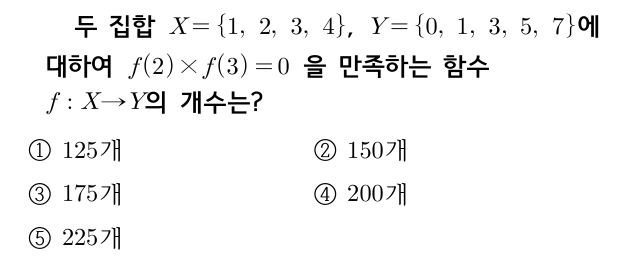 두 집합 X={1, 2, 3, 4}, Y={0, 1, 3, 5, 7}에
대하여 f(2)×f(3)=0 을 만족하는 함수
f : X→Y의 개수는?
① 125개 ② 150개
③ 175개 ④ 200개
⑤ 225개